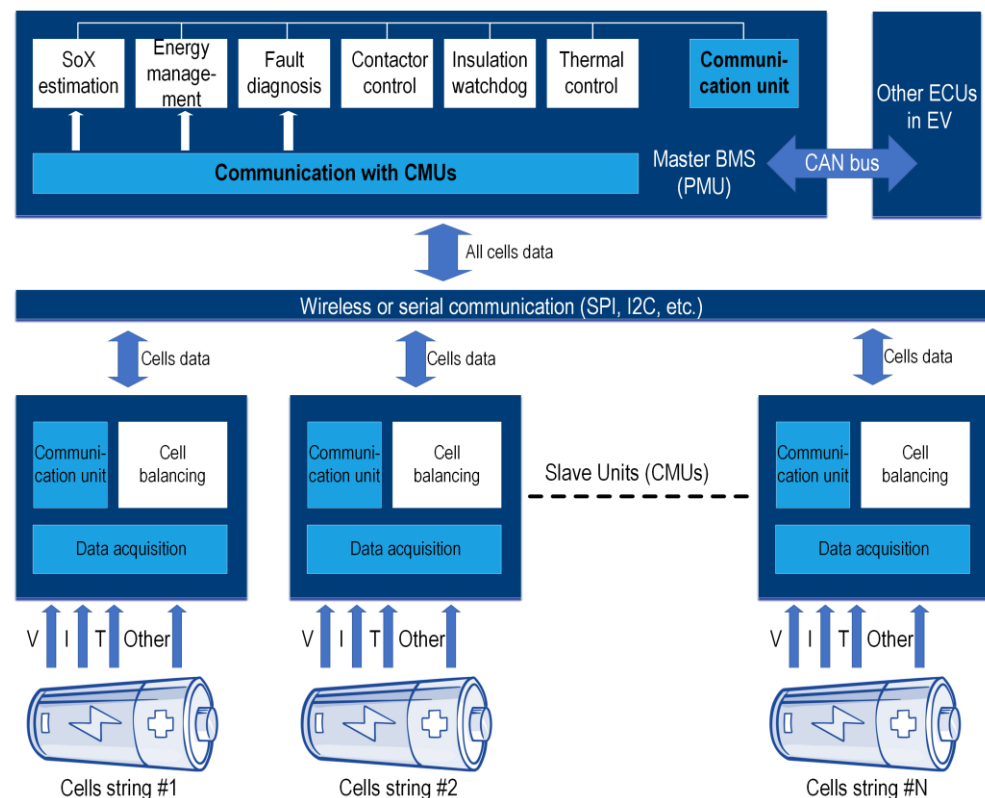 SoX
estimation
Energy
manage-
ment
Fault
diagnosis
Contactor
control
Insulation
watchdog
Thermal
control
Communi-
cation unit
Other ECUs
in EV
Communication with CMUs
Master BMS
(PMU)
CAN bus
All cells data
Wireless or serial communication (SPI, I2C, etc.)
Cells data
Cells data
Cells data
Communi-
cation unit
Cell
balancing
Data acquisition
Communi-
cation unit
Cell
balancing
Data acquisition
Slave Units (CMUs)
Communi-
cation unit
Cell
balancing
Data acquisition
V I T Other
V I T Other
V I T Other
Cells string #1
Cells string #2
Cells string #N